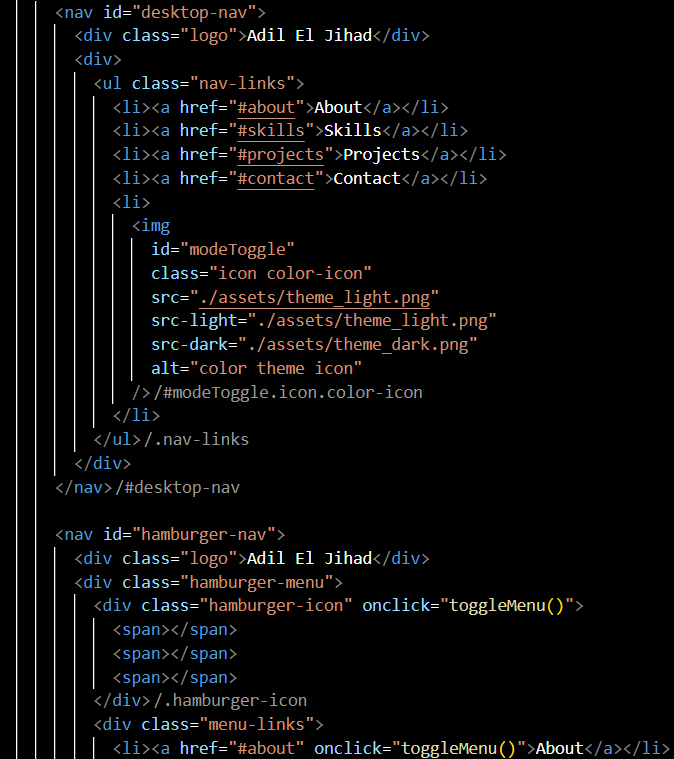 <nav id="desktop-nav">
<div class="logo">Adil El Jihad</div>
<div>
<ul class="nav-links">
<li><a href="#about">About</a></li>
<li><a href="#skills">Skills</a></li>
<li><a href="#projects">Projects</a></li>
<li><a href="#contact">Contact</a></li>
<li>
<img
id="modeToggle"
class="icon color-icon"
src="./assets/theme_light.png"
src-light="./assets/theme_light.png"
src-dark="./assets/theme_dark.png"
alt="color theme icon"
/>/#modeToggle.icon.color-icon
</li>
</ul>/.nav-links
</div>
</nav>/#desktop-nav
<nav id="hamburger-nav">
<div class="logo">Adil El Jihad</div>
<div class="hamburger-menu">
<div class="hamburger-icon" onclick="toggleMenu()">
<span></span>
<span></span>
<span></span>
</div>/.hamburger-icon
<div class="menu-links">
<li><a href="#about" onclick="toggleMenu()">About</a></li>